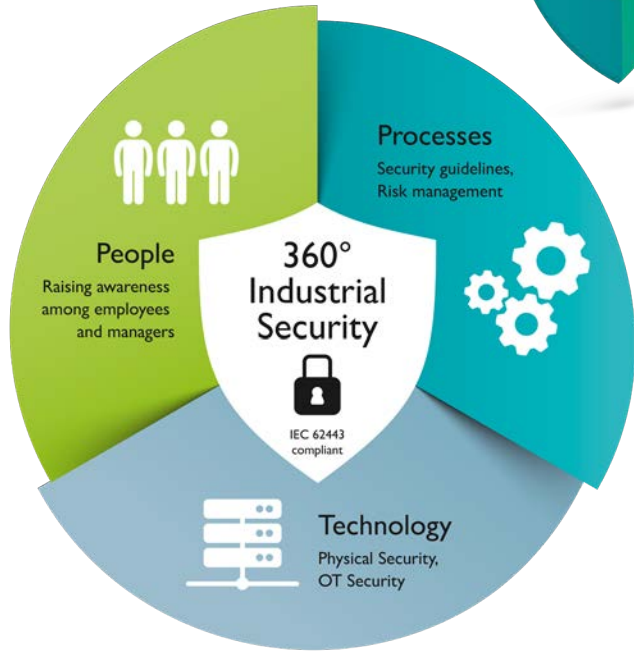 Processes
Security guidelines,
Risk management
People
Raising awareness
among employees
and managers
360°
Industrial
Security
IEC 62443
compliant
Technology
Physical Security,
OT Security